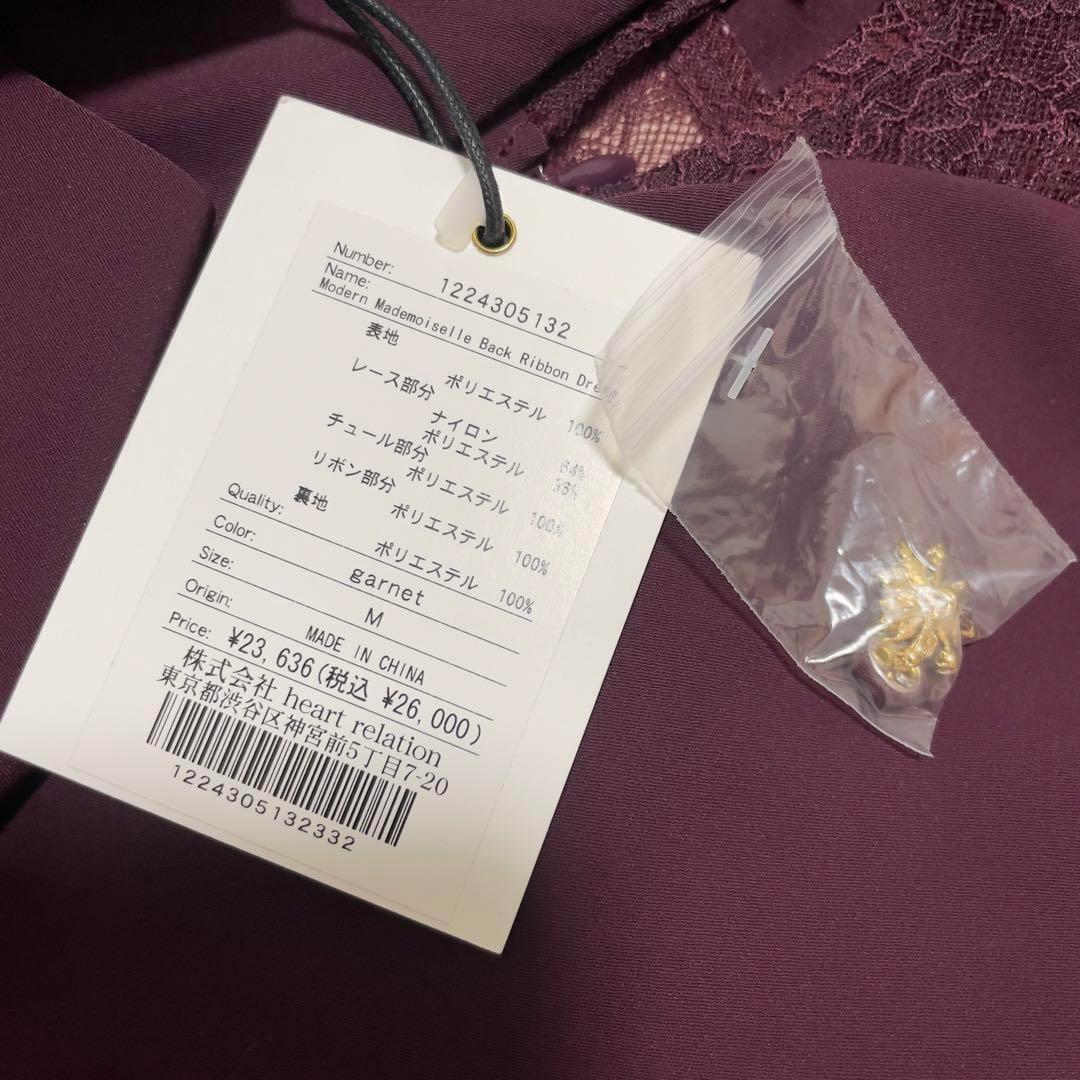 Number: 1224305132
Name:
Modern Mademoiselle Back Ribbon Dress
表地
ポリエステル 100%
レース部分
ナイロン 64%
ポリエステル 36%
チュール部分
ポリエステル 100%
リボン部分
ポリエステル 100%
裏地
Quality: ポリエステル 100%
Color: garnet
Size: M
Origin: MADE IN CHINA
Price: ¥23,636(税込 ¥26,000)
株式会社 heart relation
東京都渋谷区神宮前5丁目7-20
1224305132332